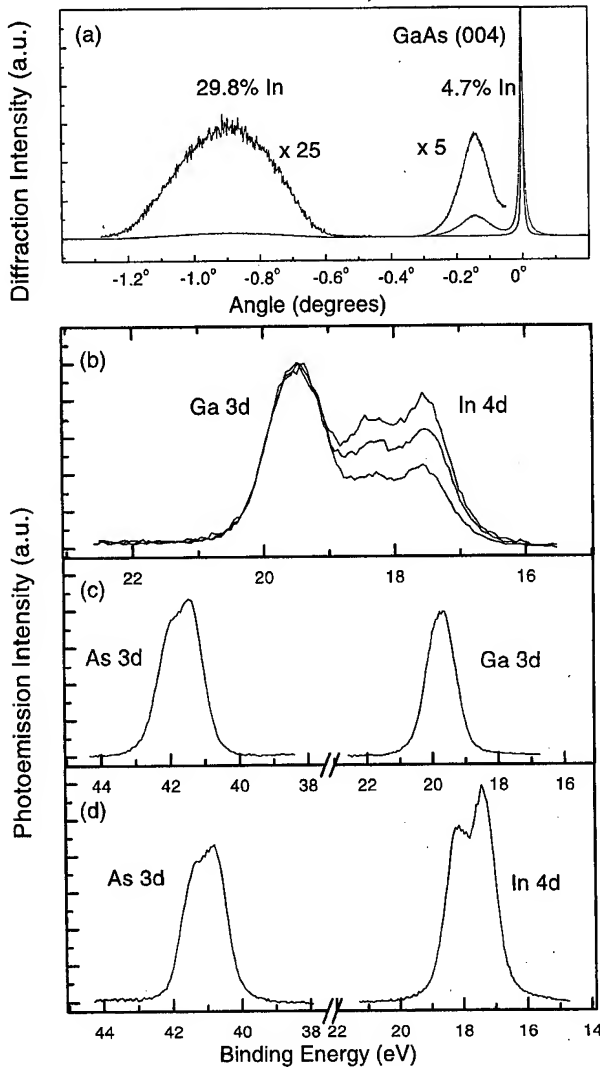 (a)
GaAs (004)
29.8% In
4.7% In
x 25
x 5
Diffraction Intensity (a.u.)
-1.2° -1.0° -0.8° -0.6° -0.4° -0.2° 0°
Angle (degrees)
(b)
Ga 3d
In 4d
22 20 18 16
Photoemission Intensity (a.u.)
(c)
As 3d
Ga 3d
44 42 40 38 22 20 18 16 14
(d)
As 3d
In 4d
44 42 40 38 22 20 18 16 14
Binding Energy (eV)